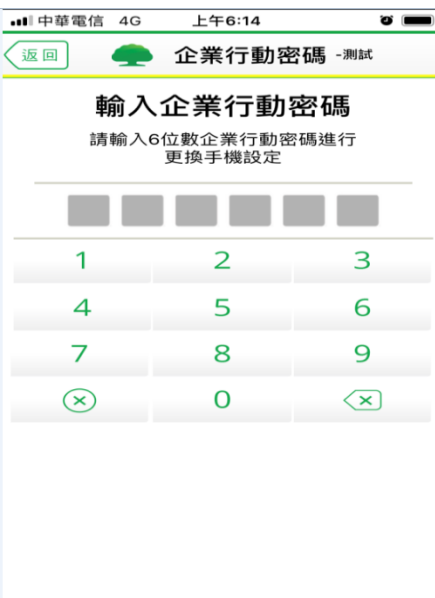 中華電信 4G 上午6:14
返回 企業行動密碼 -測試
輸入企業行動密碼
請輸入6位數企業行動密碼進行
更換手機設定
1 2 3
4 5 6
7 8 9
0